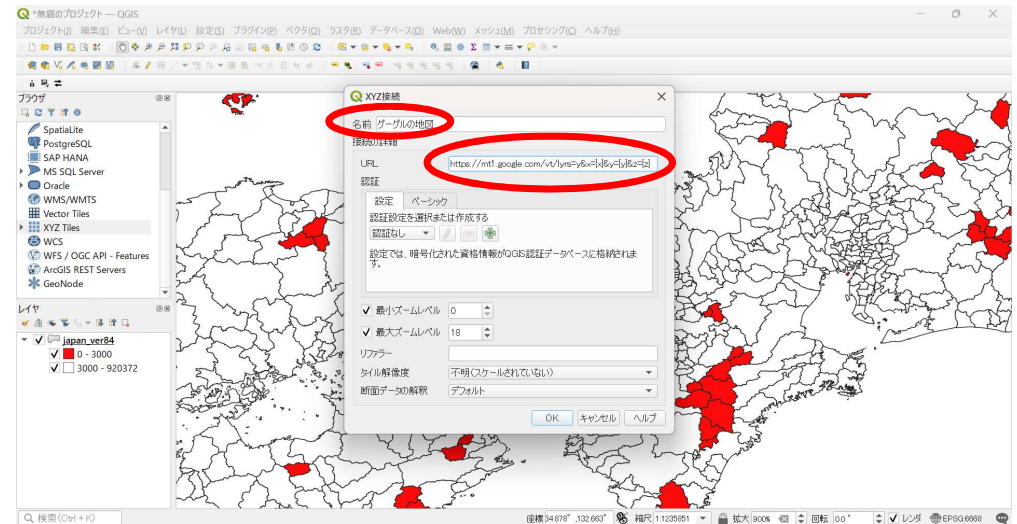 *無題のプロジェクト — QGIS
プロジェクト(J) 編集(E) ビュー(V) レイヤ(L) 設定(S) プラグイン(P) ベクタ(O) ラスタ(R) データベース(D) Web(W) メッシュ(M) プロセシング(C) ヘルプ(H)
ブラウザ
SpatiaLite
PostgreSQL
SAP HANA
MS SQL Server
Oracle
WMS/WMTS
Vector Tiles
XYZ Tiles
WCS
WFS / OGC API - Features
ArcGIS REST Servers
GeoNode
レイヤ
japan_ver84
0 - 3000
3000 - 920372
XYZ接続
名前 グーグルの地図
接続の詳細
URL https://mt1.google.com/vt/lyrs=y&x={x}&y={y}&z={z}
認証
設定 ベーシック
認証設定を選択または作成する
認証なし
設定では、暗号化された資格情報がQGIS認証データベースに格納されま
す。
最小ズームレベル 0
最大ズームレベル 18
リファラー
タイル解像度 不明(スケールされていない)
断面データの解釈 デフォルト
OK キャンセル ヘルプ
検索(Ctrl + K) 座標 34.878°,132.663° 縮尺 1:1235851 拡大 900% 回転 0.0° レンダ EPSG:6668